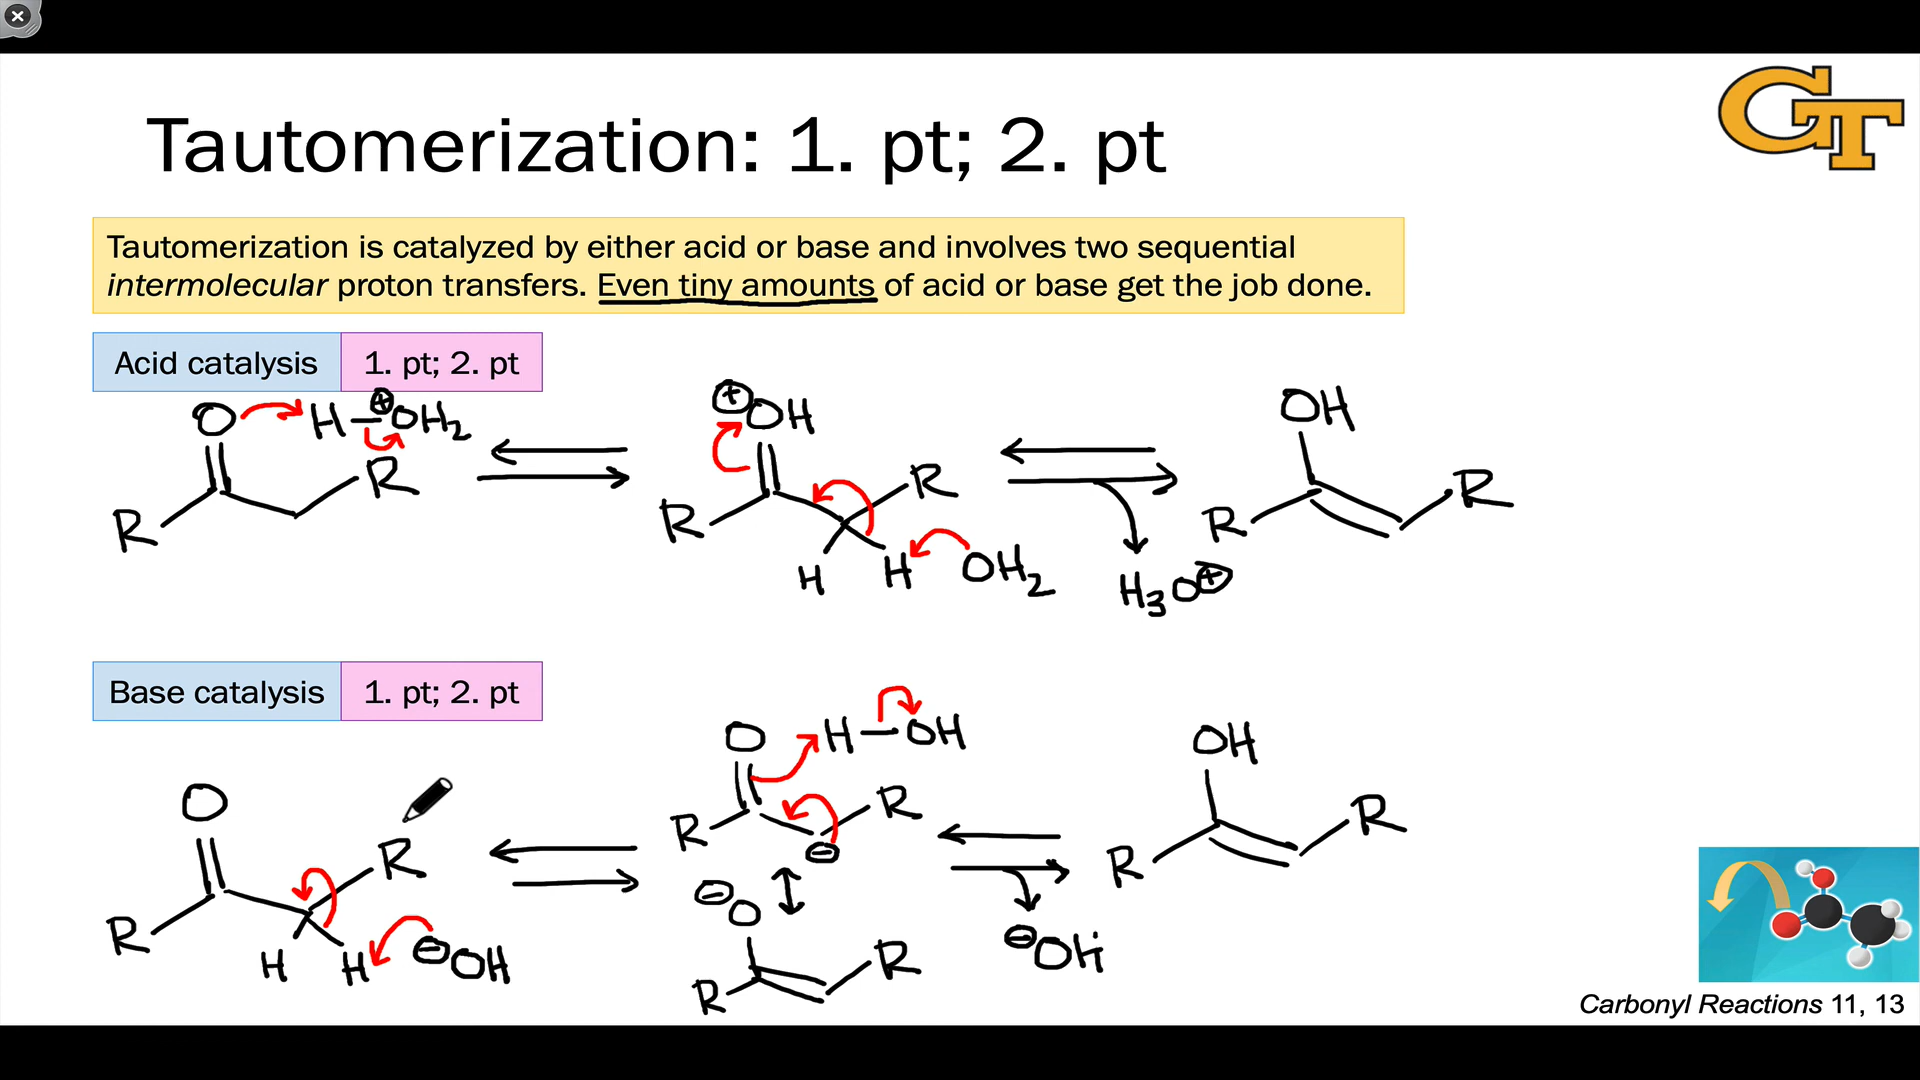 GT
Tautomerization: 1. pt; 2. pt
Tautomerization is catalyzed by either acid or base and involves two sequential
intermolecular proton transfers. Even tiny amounts of acid or base get the job done.
Acid catalysis 1. pt; 2. pt
O H–⊕OH₂
R R
⊕OH
R R
H H OH₂
H₃O⊕
OH
R R
Base catalysis 1. pt; 2. pt
O
R R
H H ⊖OH
O H–OH
R R
⊖
⊖O
R R
⊖OH
OH
R R
Carbonyl Reactions 11, 13